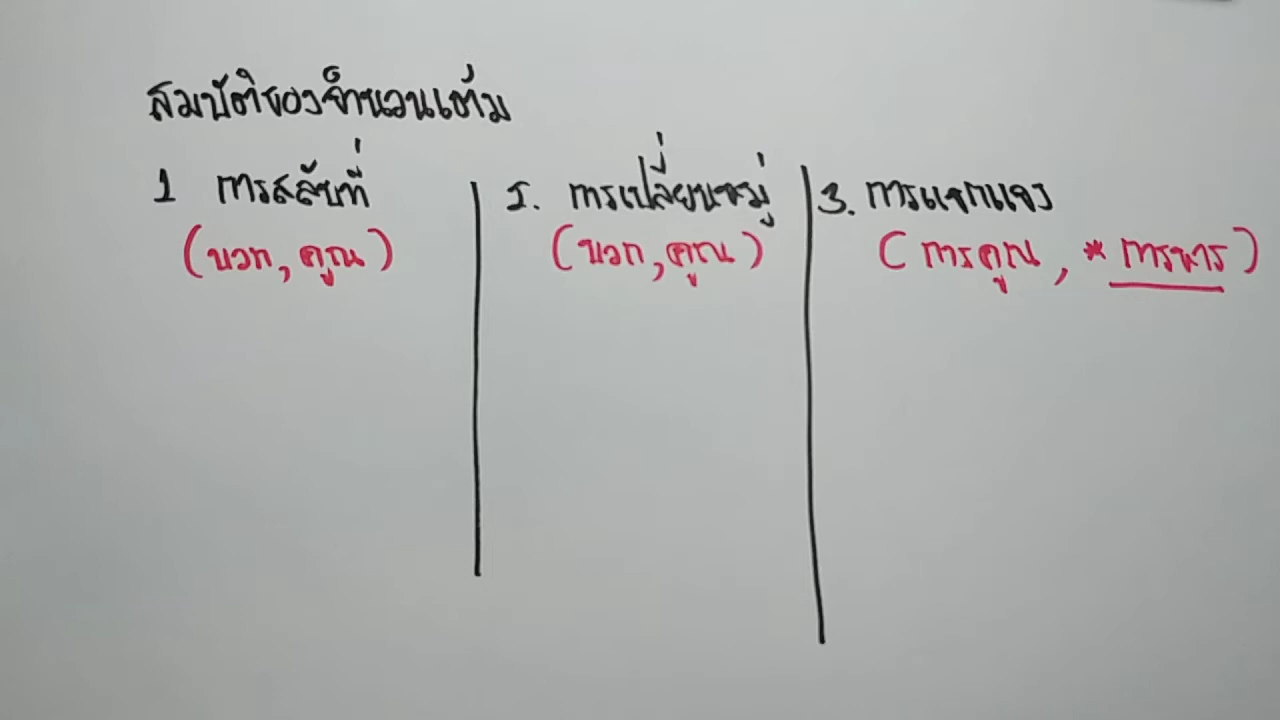 สมบัติของจำนวนเต็ม
1 การสลับที่
(บวก, คูณ)
2. การเปลี่ยนหมู่
(บวก, คูณ)
3. การแจกแจง
(การคูณ, * การหาร)